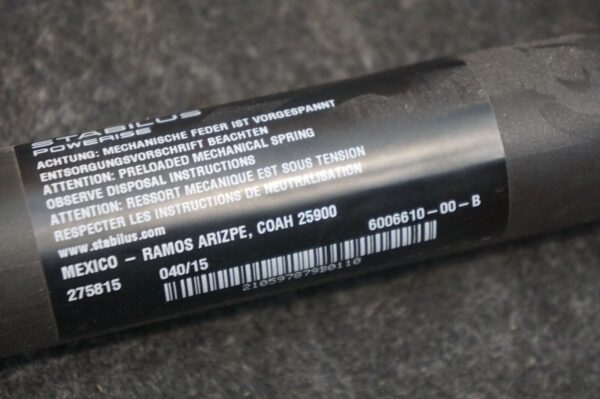 STABILUS
POWERISE
ACHTUNG: MECHANISCHE FEDER IST VORGESPANNT
ENTSORGUNGSVORSCHRIFT BEACHTEN
ATTENTION: PRELOADED MECHANICAL SPRING
OBSERVE DISPOSAL INSTRUCTIONS
ATTENTION: RESSORT MECANIQUE EST SOUS TENSION
RESPECTER LES INSTRUCTIONS DE NEUTRALISATION
www.stabilus.com
MEXICO - RAMOS ARIZPE, COAH 25900
6006610-00-B
275815
040/15
210597879B0110